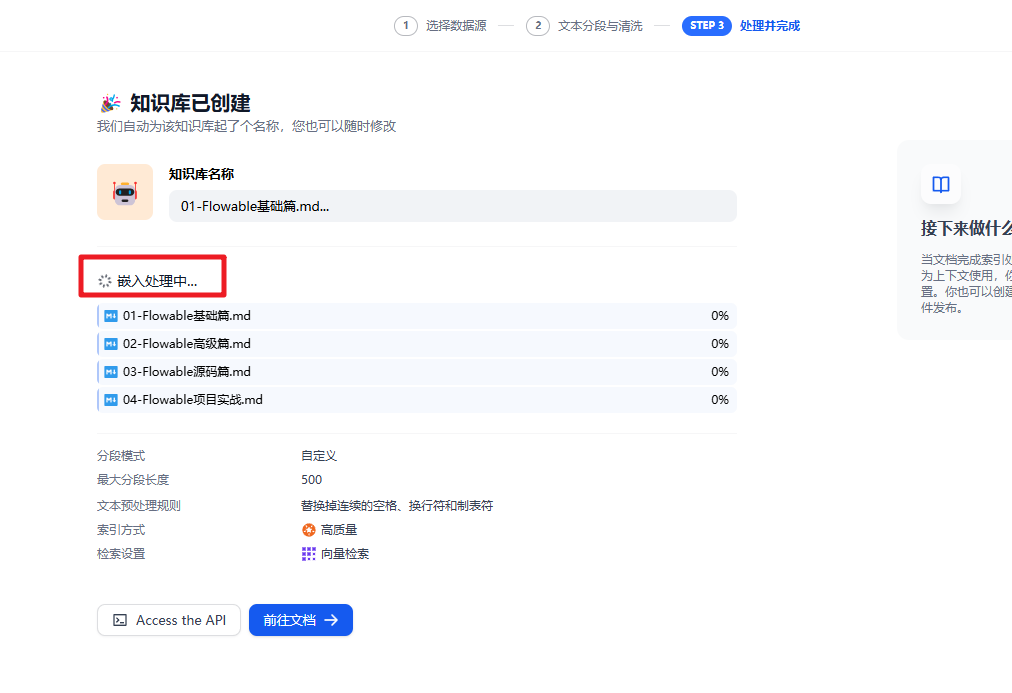 1 选择数据源 2 文本分段与清洗 STEP 3 处理并完成
知识库已创建
我们自动为该知识库起了个名称，您也可以随时修改
知识库名称
01-Flowable基础篇.md...
嵌入处理中...
01-Flowable基础篇.md 0%
02-Flowable高级篇.md 0%
03-Flowable源码篇.md 0%
04-Flowable项目实战.md 0%
分段模式 自定义
最大分段长度 500
文本预处理规则 替换掉连续的空格、换行符和制表符
索引方式 高质量
检索设置 向量检索
Access the API 前往文档
接下来做什么
当文档完成索引处
为上下文使用，你
置。你也可以创建
件发布。